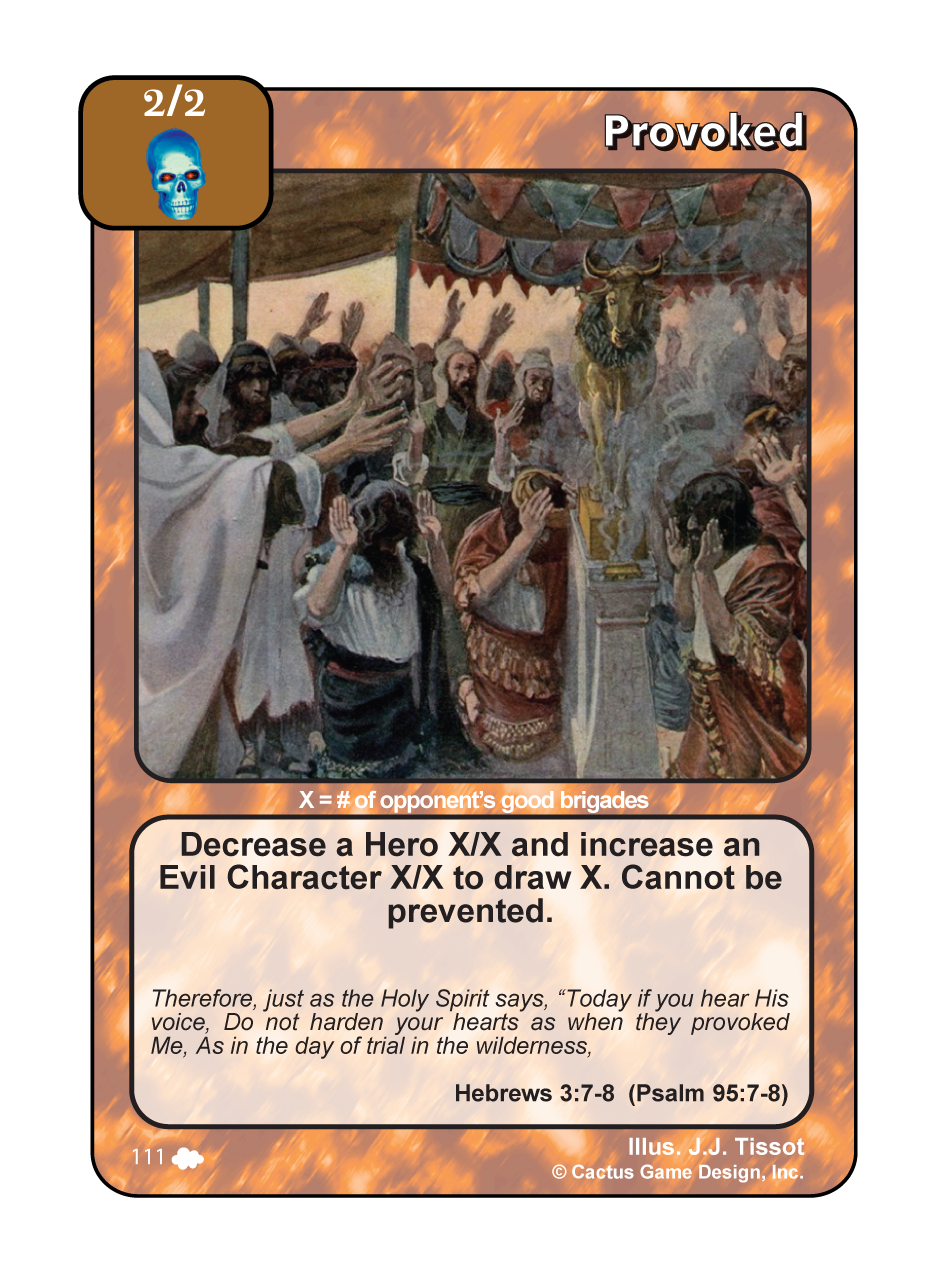 2/2
Provoked
X = # of opponent's good brigades
Decrease a Hero X/X and increase an
Evil Character X/X to draw X. Cannot be
prevented.
Therefore, just as the Holy Spirit says, “Today if you hear His
voice, Do not harden your hearts as when they provoked
Me, As in the day of trial in the wilderness,
Hebrews 3:7-8 (Psalm 95:7-8)
111
Illus. J.J. Tissot
© Cactus Game Design, Inc.